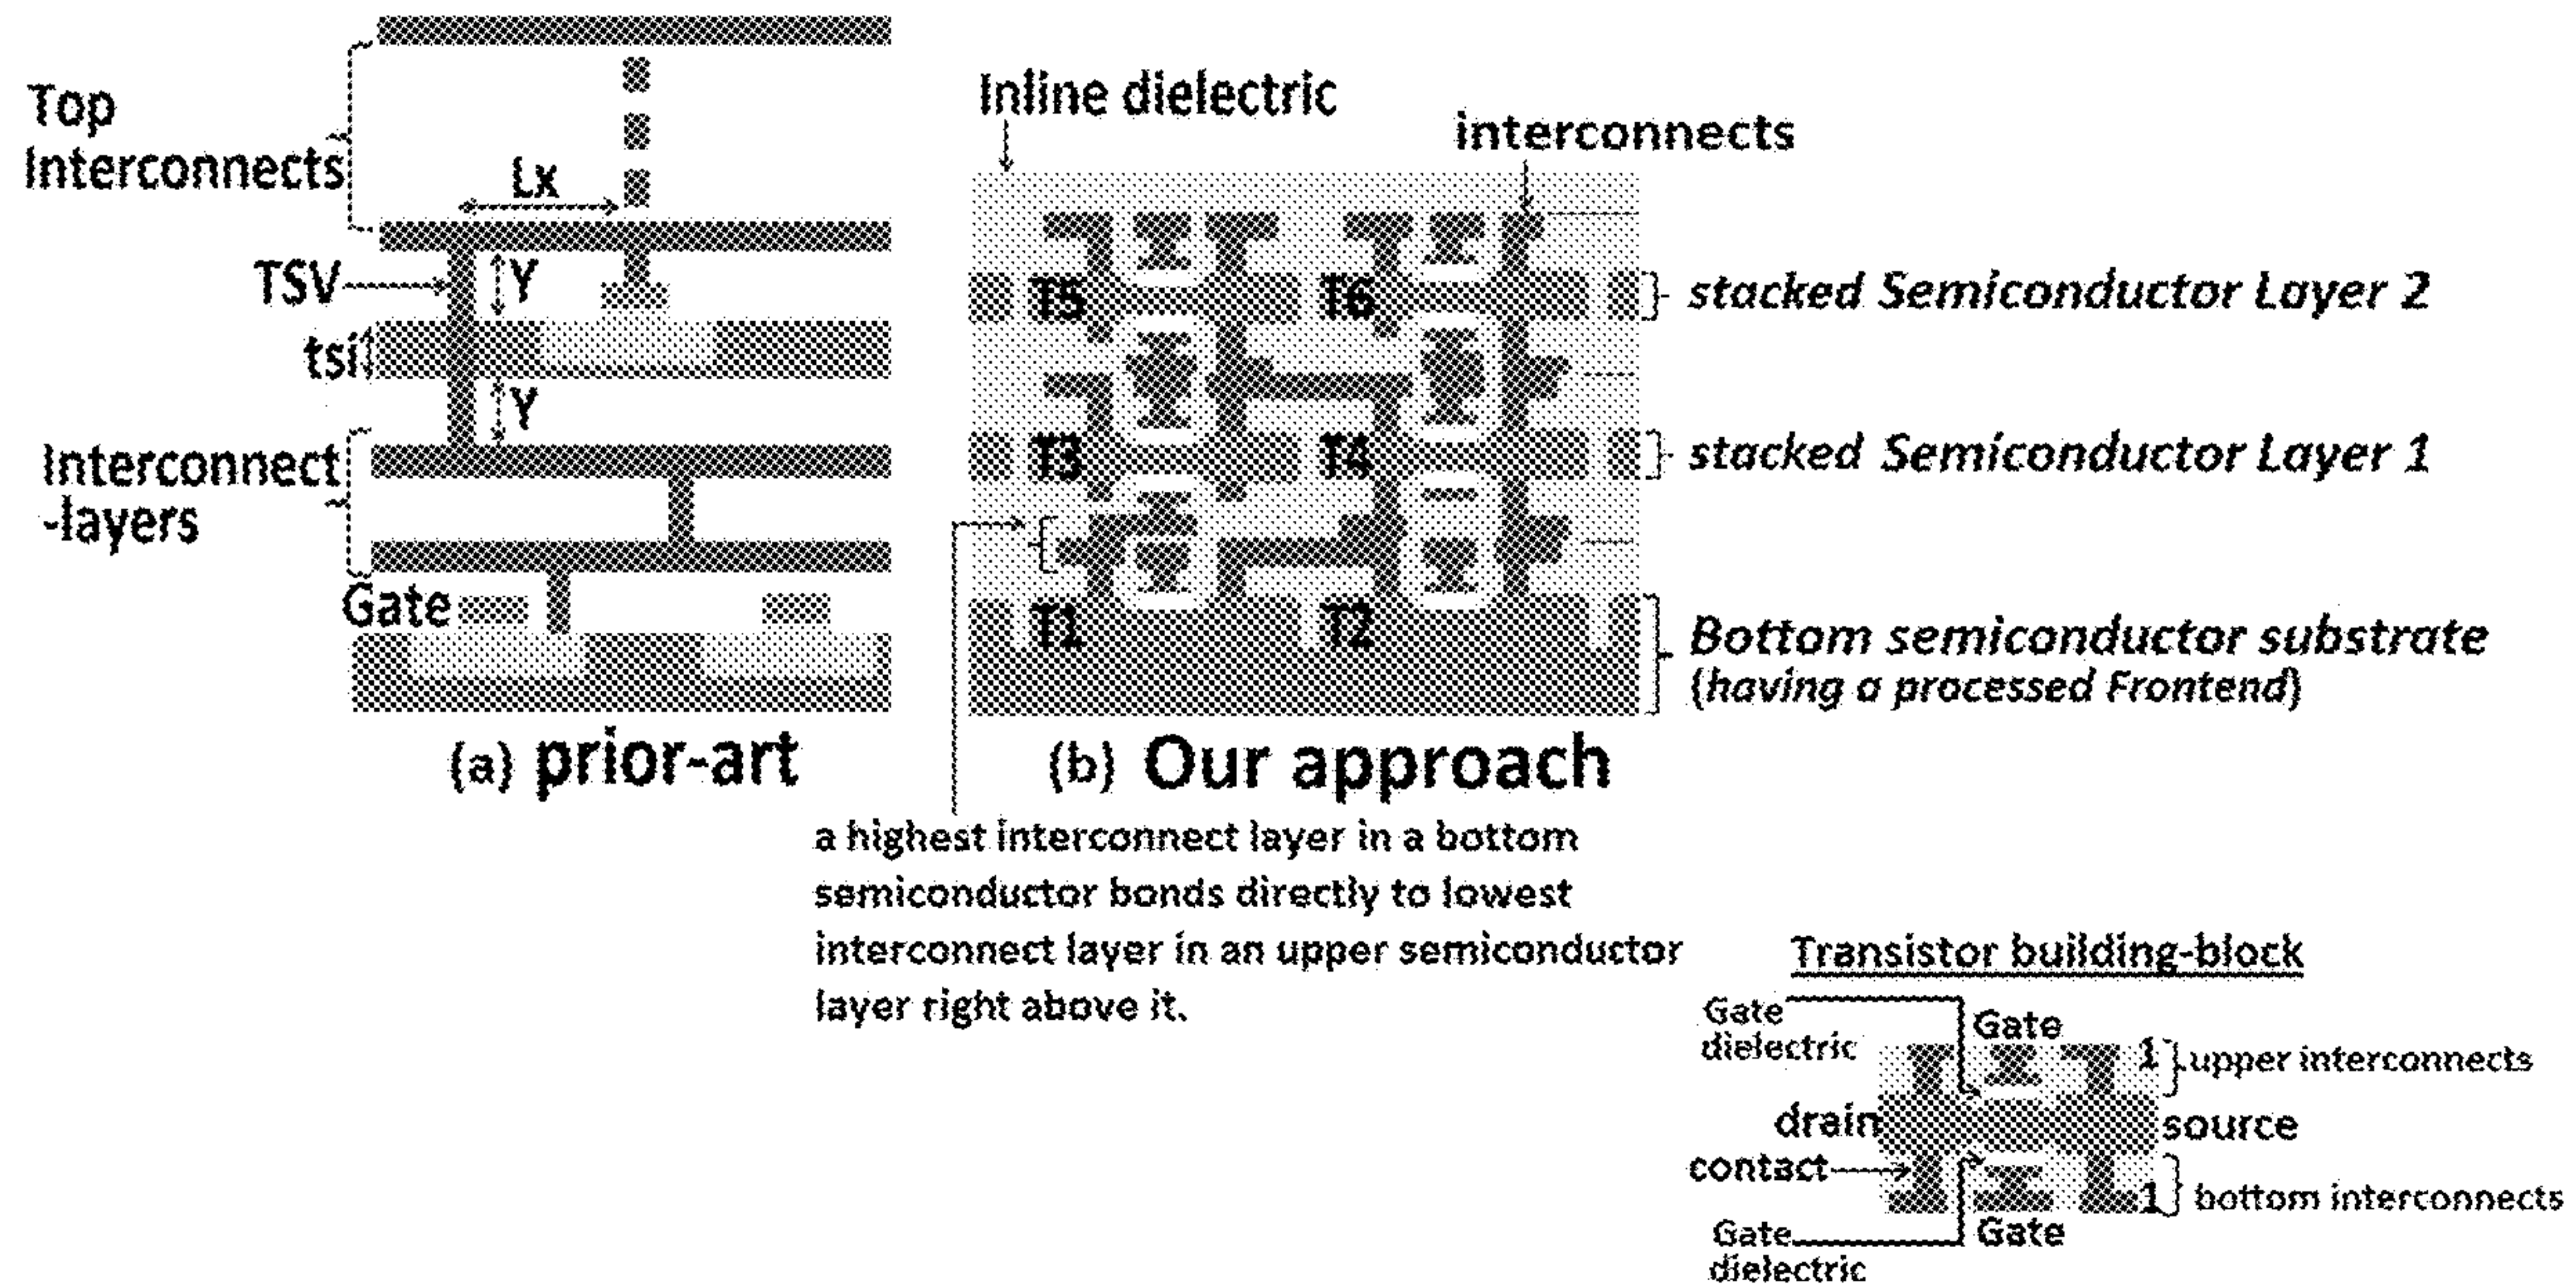 Top
Interconnects
Lx
TSV
Y
tsi
Y
Interconnect
-layers
Gate
(a) prior-art
Inline dielectric
interconnects
T5
T6
stacked Semiconductor Layer 2
T3
T4
stacked Semiconductor Layer 1
T1
T2
Bottom semiconductor substrate
(having a processed Frontend)
(b) Our approach
a highest interconnect layer in a bottom
semiconductor bonds directly to lowest
interconnect layer in an upper semiconductor
layer right above it.
Transistor building-block
Gate
dielectric
Gate
1
upper interconnects
drain
source
contact
1
bottom interconnects
Gate
dielectric
Gate